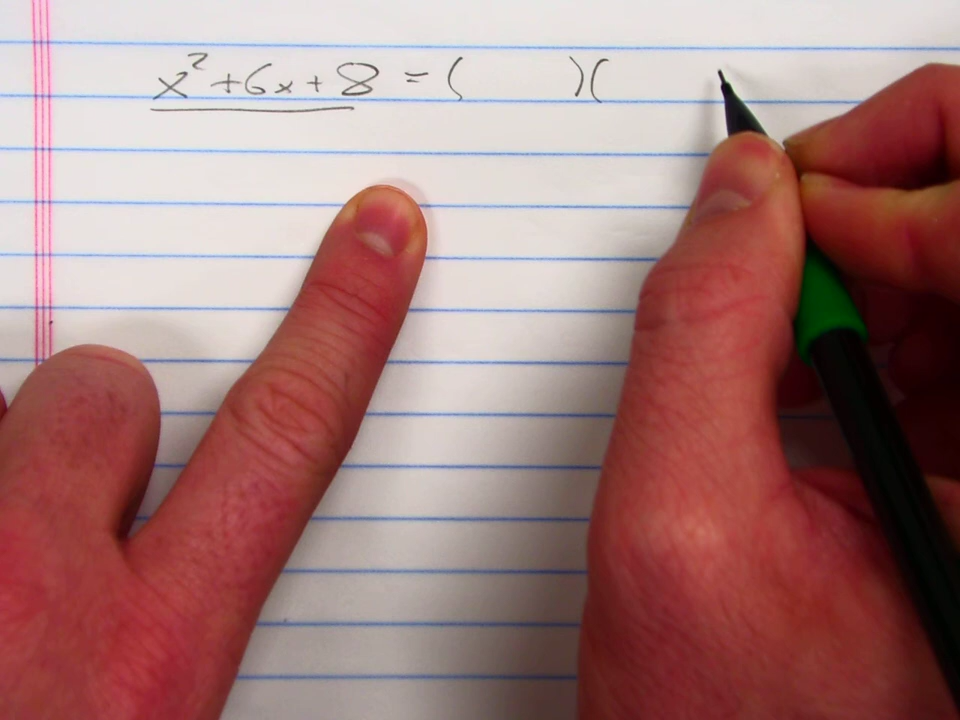 x² + 6x + 8 = (      )(